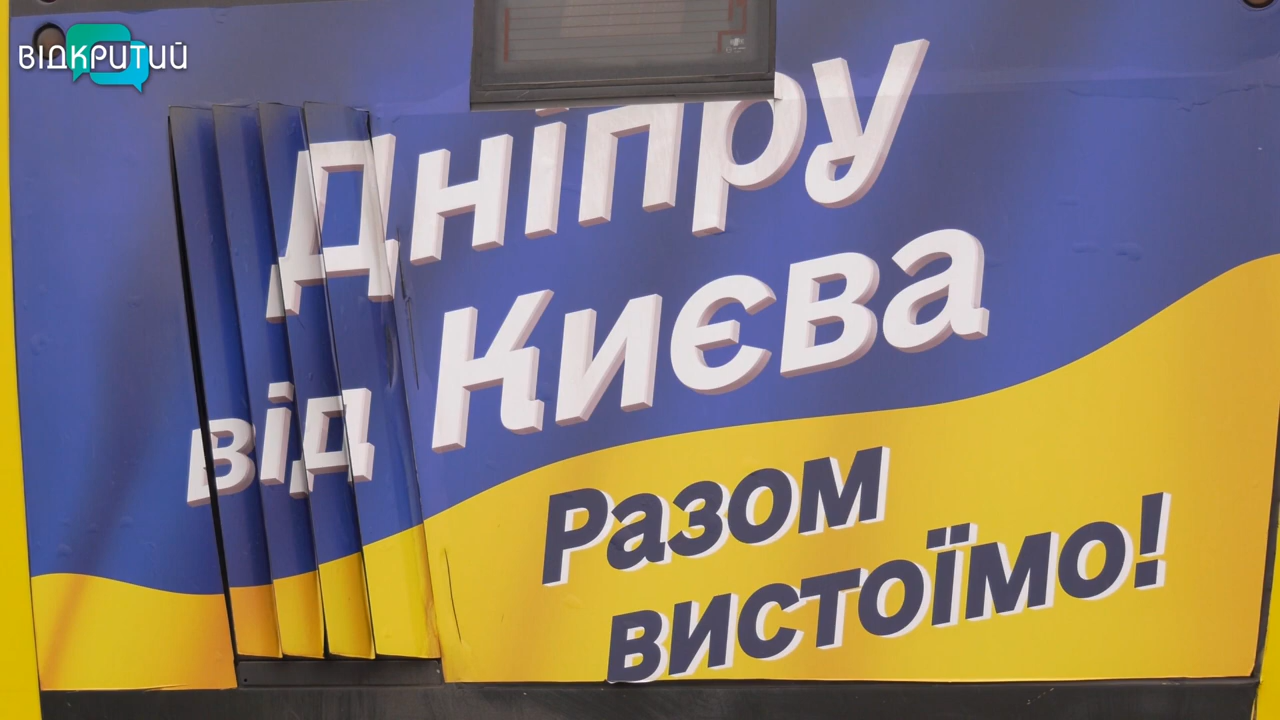 ВІДКРИТИЙ
Дніпру
від Києва
Разом
вистоїмо!